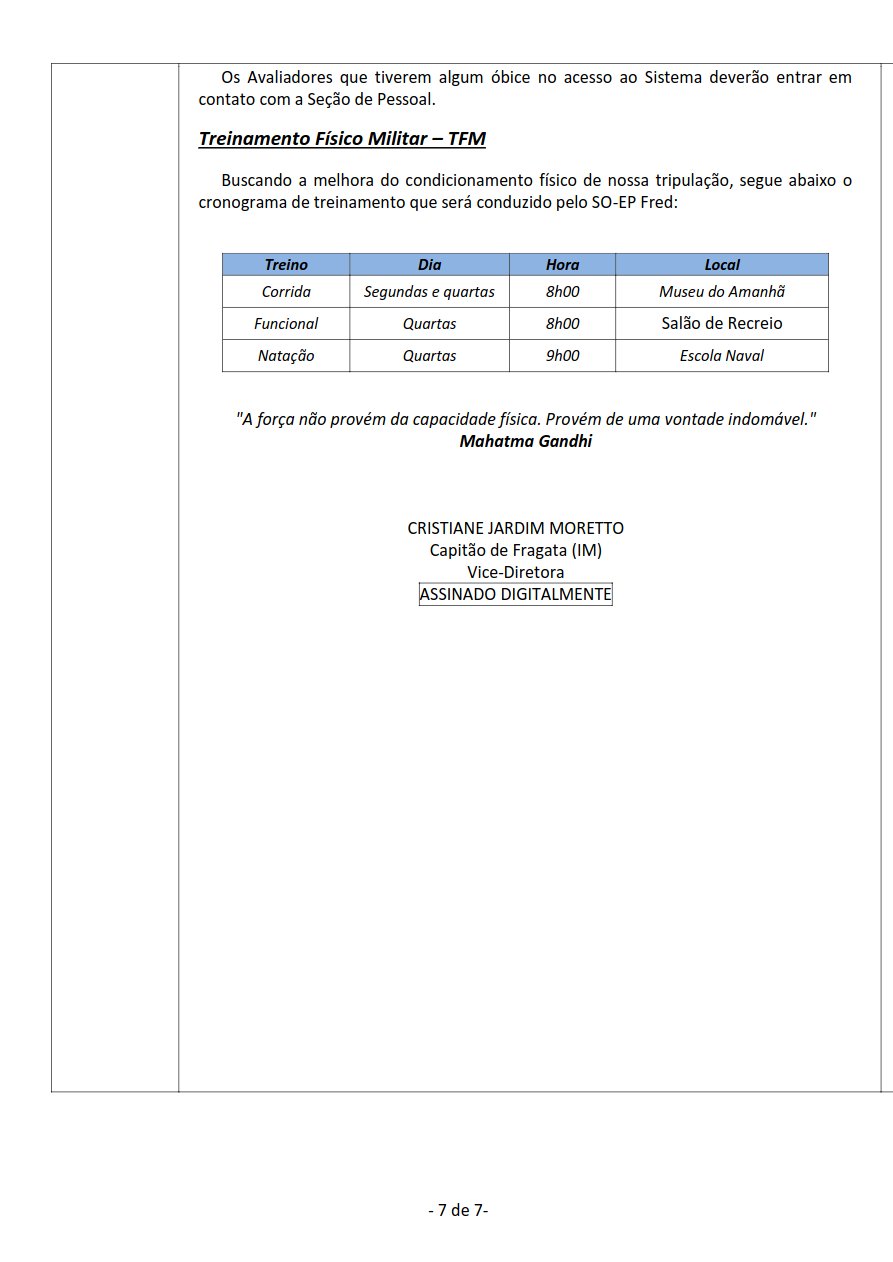 Os Avaliadores que tiverem algum óbice no acesso ao Sistema deverão entrar em
contato com a Seção de Pessoal.
Treinamento Físico Militar – TFM
Buscando a melhora do condicionamento físico de nossa tripulação, segue abaixo o
cronograma de treinamento que será conduzido pelo SO-EP Fred:
Treino Dia Hora Local
Corrida Segundas e quartas 8h00 Museu do Amanhã
Funcional Quartas 8h00 Salão de Recreio
Natação Quartas 9h00 Escola Naval
"A força não provém da capacidade física. Provém de uma vontade indomável."
Mahatma Gandhi
CRISTIANE JARDIM MORETTO
Capitão de Fragata (IM)
Vice-Diretora
ASSINADO DIGITALMENTE
- 7 de 7-